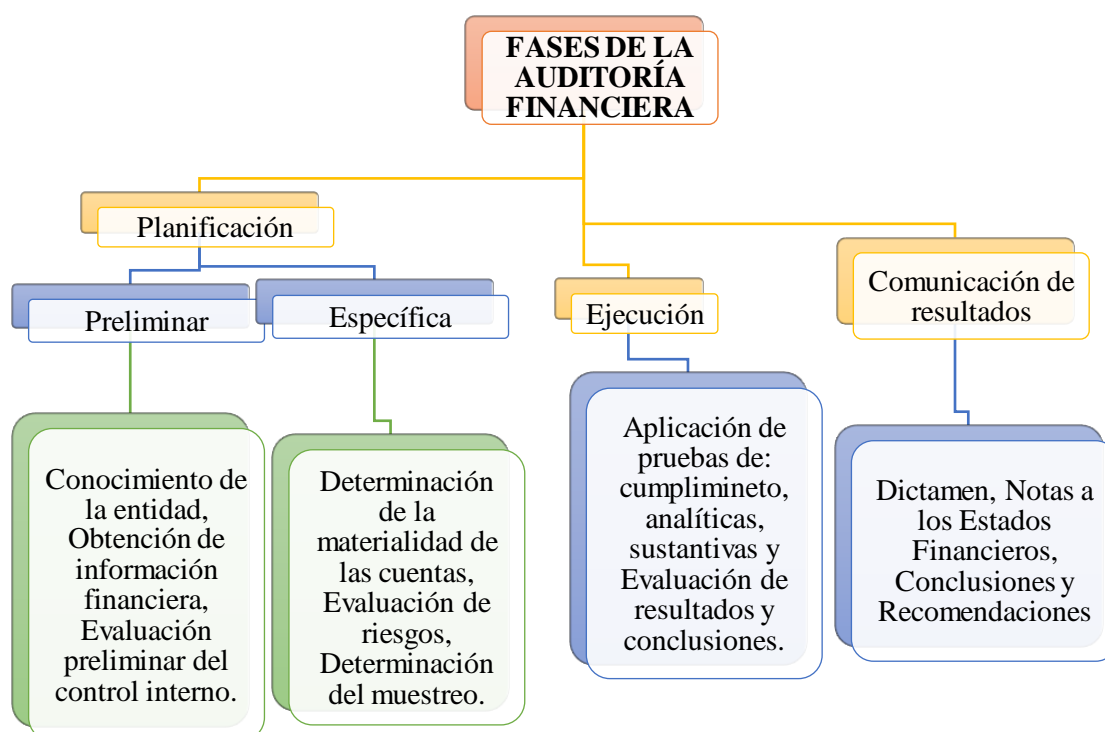 FASES DE LA
AUDITORÍA
FINANCIERA
Planificación
Preliminar
Específica
Ejecución
Comunicación de
resultados
Conocimiento de
la entidad,
Obtención de
información
financiera,
Evaluación
preliminar del
control interno.
Determinación
de la
materialidad de
las cuentas,
Evaluación de
riesgos,
Determinación
del muestreo.
Aplicación de
pruebas de:
cumplimineto,
analíticas,
sustantivas y
Evaluación de
resultados y
conclusiones.
Dictamen, Notas a
los Estados
Financieros,
Conclusiones y
Recomendaciones